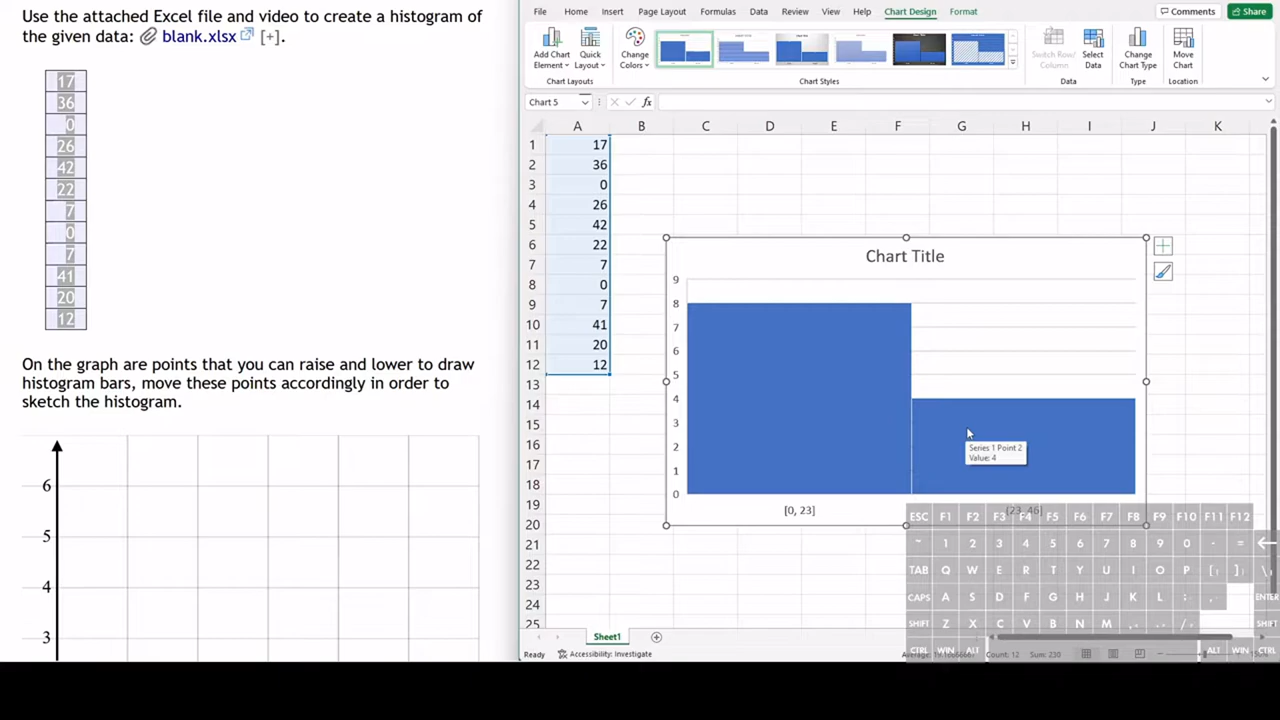 Use the attached Excel file and video to create a histogram of
the given data: blank.xlsx [+].
17
36
0
26
42
22
7
0
7
41
20
12
On the graph are points that you can raise and lower to draw
histogram bars, move these points accordingly in order to
sketch the histogram.
6
5
4
3
File Home Insert Page Layout Formulas Data Review View Help Chart Design Format Comments Share
Add Chart Element Quick Layout Change Colors Switch Row/Column Select Data Change Chart Type Move Chart
Chart Layouts Chart Styles Data Type Location
Chart 5 fx
A B C D E F G H I J K
1 17
2 36
3 0
4 26
5 42
6 22
7 7
8 0
9 7
10 41
11 20
12 12
13
14
15
16
17
18
19
20
21
22
23
24
25
Chart Title
9
8
7
6
5
4
3
2
1
0
Series 1 Point 2
Value: 4
[0, 23] (23, 46]
ESC F1 F2 F3 F4 F5 F6 F7 F8 F9 F10 F11 F12
~ 1 2 3 4 5 6 7 8 9 0 - =
TAB Q W E R T Y U I O P [ ] \
CAPS A S D F G H J K L ; ENTER
SHIFT Z X C V B N M / SHIFT
CTRL WIN ALT ALT WIN CTRL
Sheet1
Ready Accessibility: Investigate Count: 12 Sum: 230